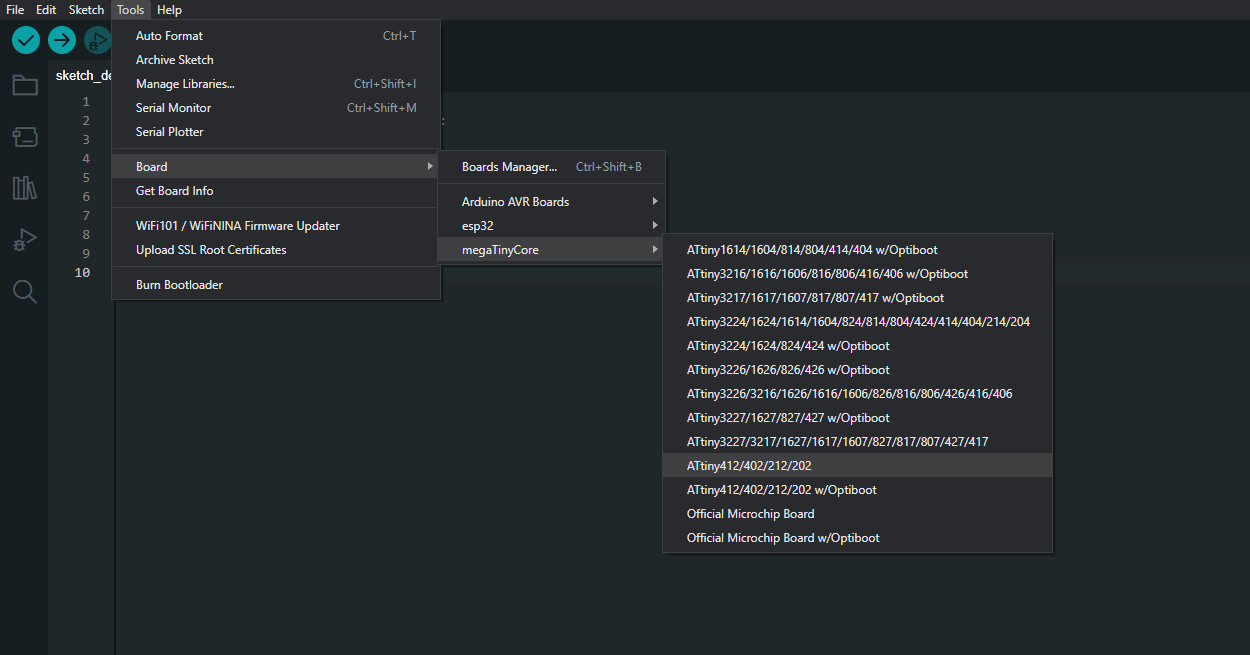 File Edit Sketch Tools Help
Auto Format Ctrl+T
Archive Sketch
Manage Libraries... Ctrl+Shift+I
Serial Monitor Ctrl+Shift+M
Serial Plotter
Board
Get Board Info
WiFi101 / WiFiNINA Firmware Updater
Upload SSL Root Certificates
Burn Bootloader
sketch_de
1
2
3
4
5
6
7
8
9
10
:
Boards Manager... Ctrl+Shift+B
Arduino AVR Boards
esp32
megaTinyCore
ATtiny1614/1604/814/804/414/404 w/Optiboot
ATtiny3216/1616/1606/816/806/416/406 w/Optiboot
ATtiny3217/1617/1607/817/807/417 w/Optiboot
ATtiny3224/1624/1614/1604/824/814/804/424/414/404/214/204
ATtiny3224/1624/824/424 w/Optiboot
ATtiny3226/1626/826/426 w/Optiboot
ATtiny3226/3216/1626/1616/1606/826/816/806/426/416/406
ATtiny3227/1627/827/427 w/Optiboot
ATtiny3227/3217/1627/1617/1607/827/817/807/427/417
ATtiny412/402/212/202
ATtiny412/402/212/202 w/Optiboot
Official Microchip Board
Official Microchip Board w/Optiboot